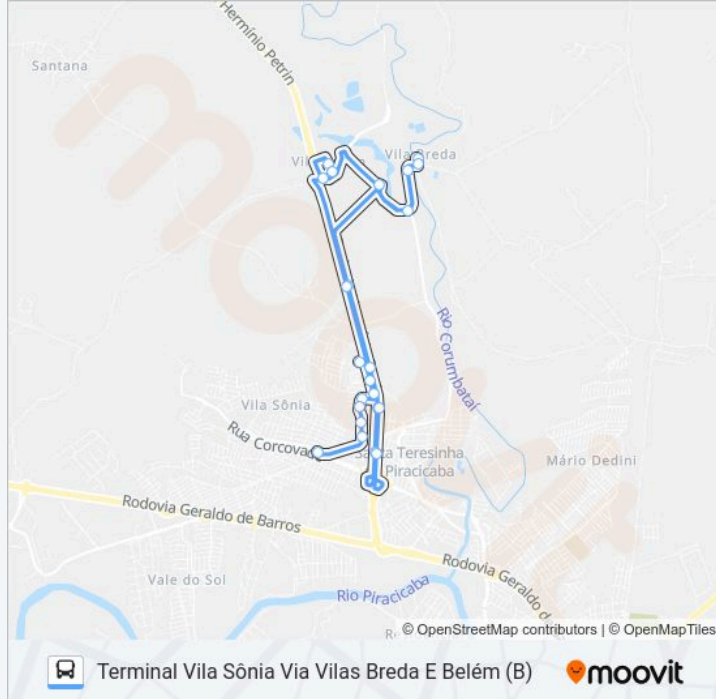 Hermínio Petrin
Santana
Vila Breda
Rio Corumbataí
Vila Sônia
Rua Corcovado
Santa Teresinha
Piracicaba
Mário Dedini
Rodovia Geraldo de Barros
Rodovia Geraldo d
Vale do Sol
Rio Piracicaba
© OpenStreetMap contributors | © OpenMapTiles
Terminal Vila Sônia Via Vilas Breda E Belém (B)
moovit